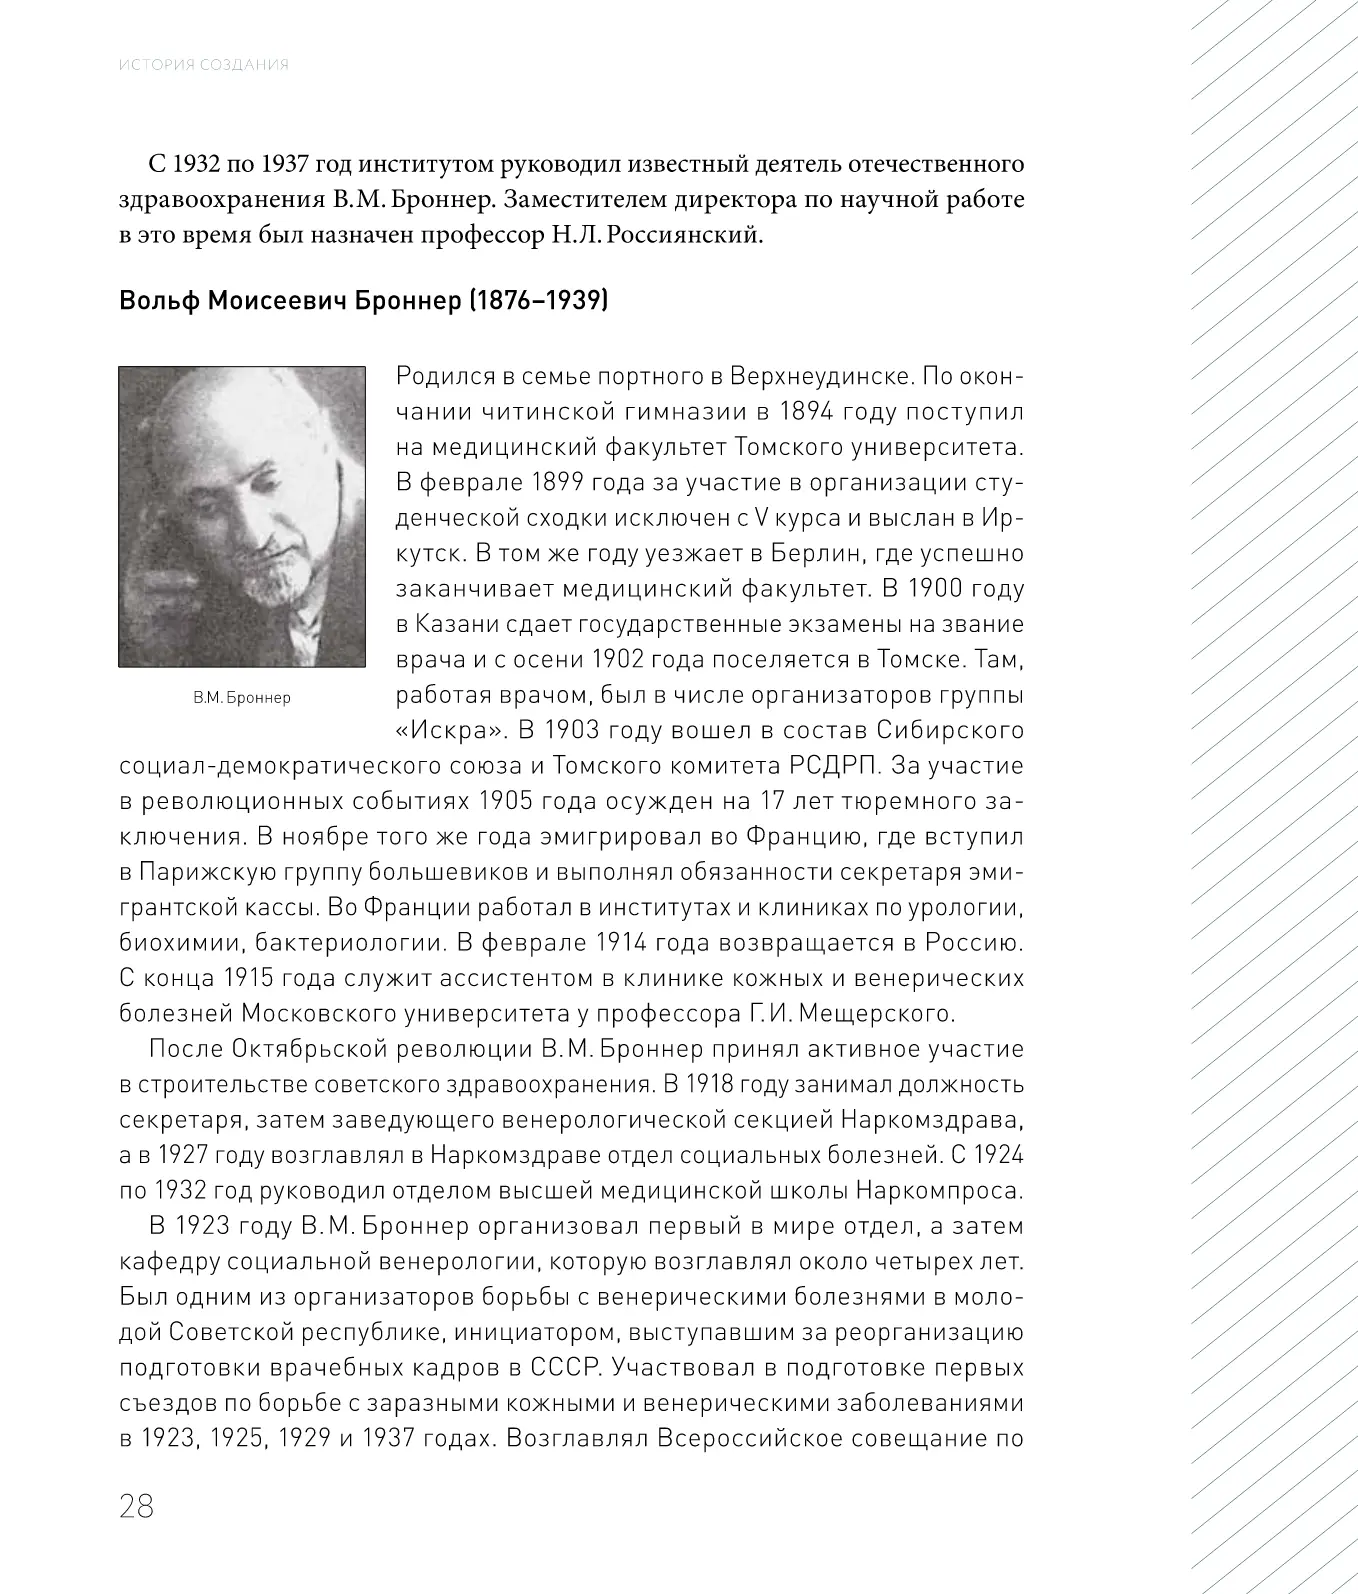 ИСТОРИЯ СОЗДАНИЯ
С 1932 по 1937 год институтом руководил известный деятель отечественного
здравоохранения В.М. Броннер. Заместителем директора по научной работе
в это время был назначен профессор Н.Л. Россиянский.
Вольф Моисеевич Броннер (1876–1939)
Родился в семье портного в Верхнеудинске. По окон-
чании читинской гимназии в 1894 году поступил
на медицинский факультет Томского университета.
В феврале 1899 года за участие в организации сту-
денческой сходки исключен с V курса и выслан в Ир-
кутск. В том же году уезжает в Берлин, где успешно
заканчивает медицинский факультет. В 1900 году
в Казани сдает государственные экзамены на звание
врача и с осени 1902 года поселяется в Томске. Там,
работая врачом, был в числе организаторов группы
«Искра». В 1903 году вошел в состав Сибирского
В.М. Броннер
социал-демократического союза и Томского комитета РСДРП. За участие
в революционных событиях 1905 года осужден на 17 лет тюремного за-
ключения. В ноябре того же года эмигрировал во Францию, где вступил
в Парижскую группу большевиков и выполнял обязанности секретаря эми-
грантской кассы. Во Франции работал в институтах и клиниках по урологии,
биохимии, бактериологии. В феврале 1914 года возвращается в Россию.
С конца 1915 года служит ассистентом в клинике кожных и венерических
болезней Московского университета у профессора Г.И. Мещерского.
После Октябрьской революции В.М. Броннер принял активное участие
в строительстве советского здравоохранения. В 1918 году занимал должность
секретаря, затем заведующего венерологической секцией Наркомздрава,
а в 1927 году возглавлял в Наркомздраве отдел социальных болезней. С 1924
по 1932 год руководил отделом высшей медицинской школы Наркомпроса.
В 1923 году В.М. Броннер организовал первый в мире отдел, а затем
кафедру социальной венерологии, которую возглавлял около четырех лет.
Был одним из организаторов борьбы с венерическими болезнями в моло-
дой Советской республике, инициатором, выступавшим за реорганизацию
подготовки врачебных кадров в СССР. Участвовал в подготовке первых
съездов по борьбе с заразными кожными и венерическими заболеваниями
в 1923, 1925, 1929 и 1937 годах. Возглавлял Всероссийское совещание по
28